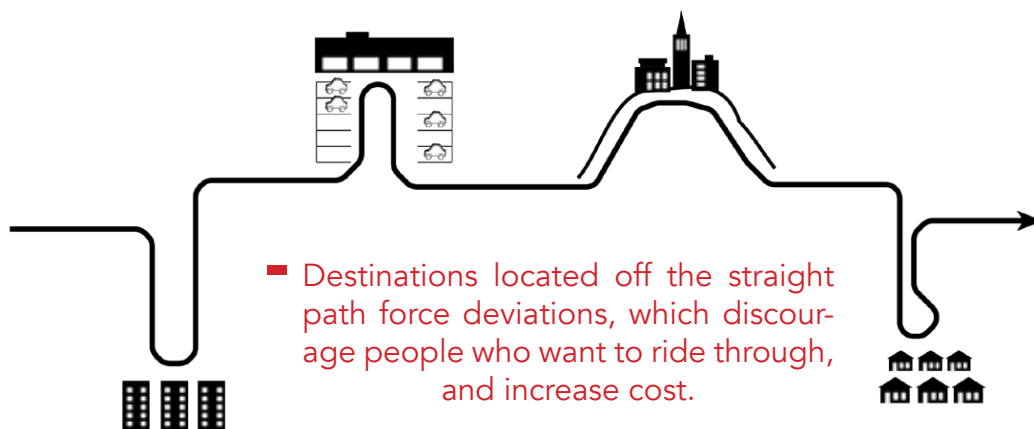 Destinations located off the straight
path force deviations, which discour-
age people who want to ride through,
and increase cost.